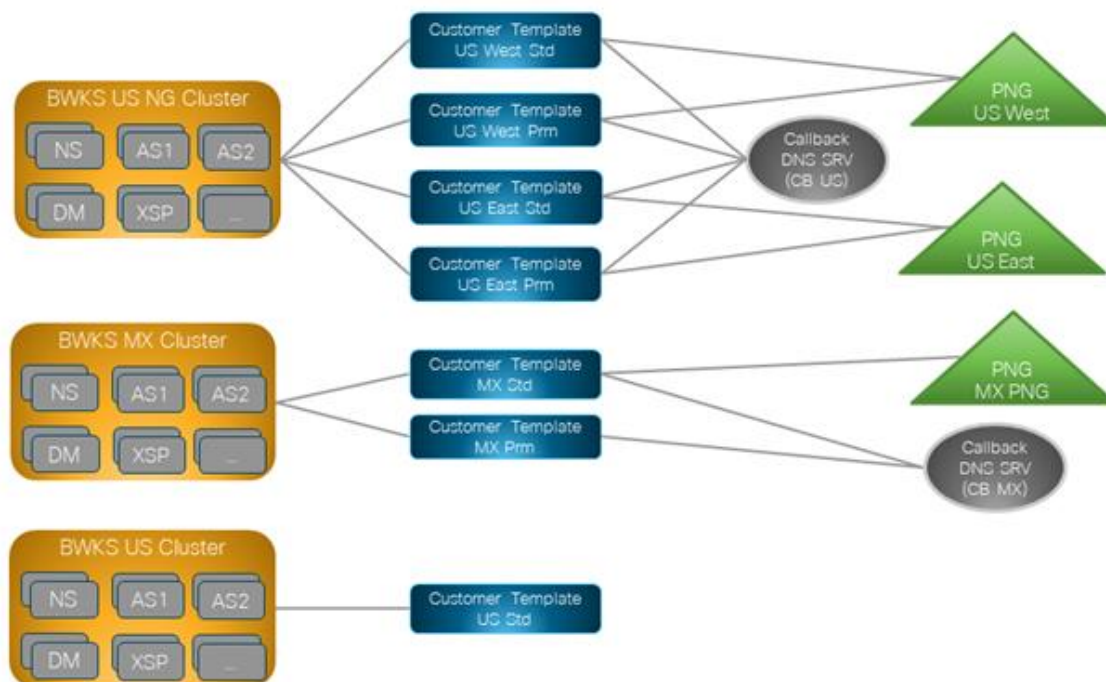 BWKS US NG Cluster
NS
AS1
AS2
DM
XSP
...
Customer Template
US West Std
Customer Template
US West Prm
Customer Template
US East Std
Customer Template
US East Prm
Callback
DNS SRV
(CB US)
PNG
US West
PNG
US East
BWKS MX Cluster
NS
AS1
AS2
DM
XSP
...
Customer Template
MX Std
Customer Template
MX Prm
PNG
MX PNG
Callback
DNS SRV
(CB MX)
BWKS US Cluster
NS
AS1
AS2
DM
XSP
...
Customer Template
US Std